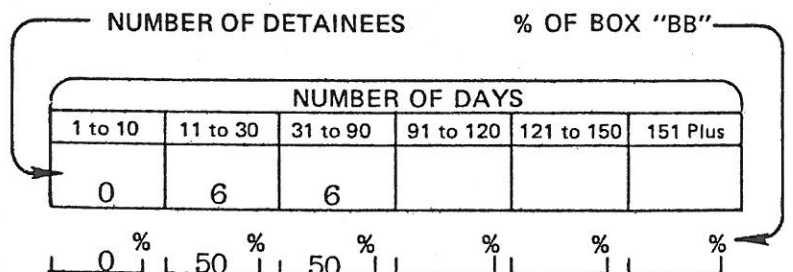 NUMBER OF DETAINEES % OF BOX "BB"
NUMBER OF DAYS
1 to 10 11 to 30 31 to 90 91 to 120 121 to 150 151 Plus
0 6 6
% % % % % %
0 50 50